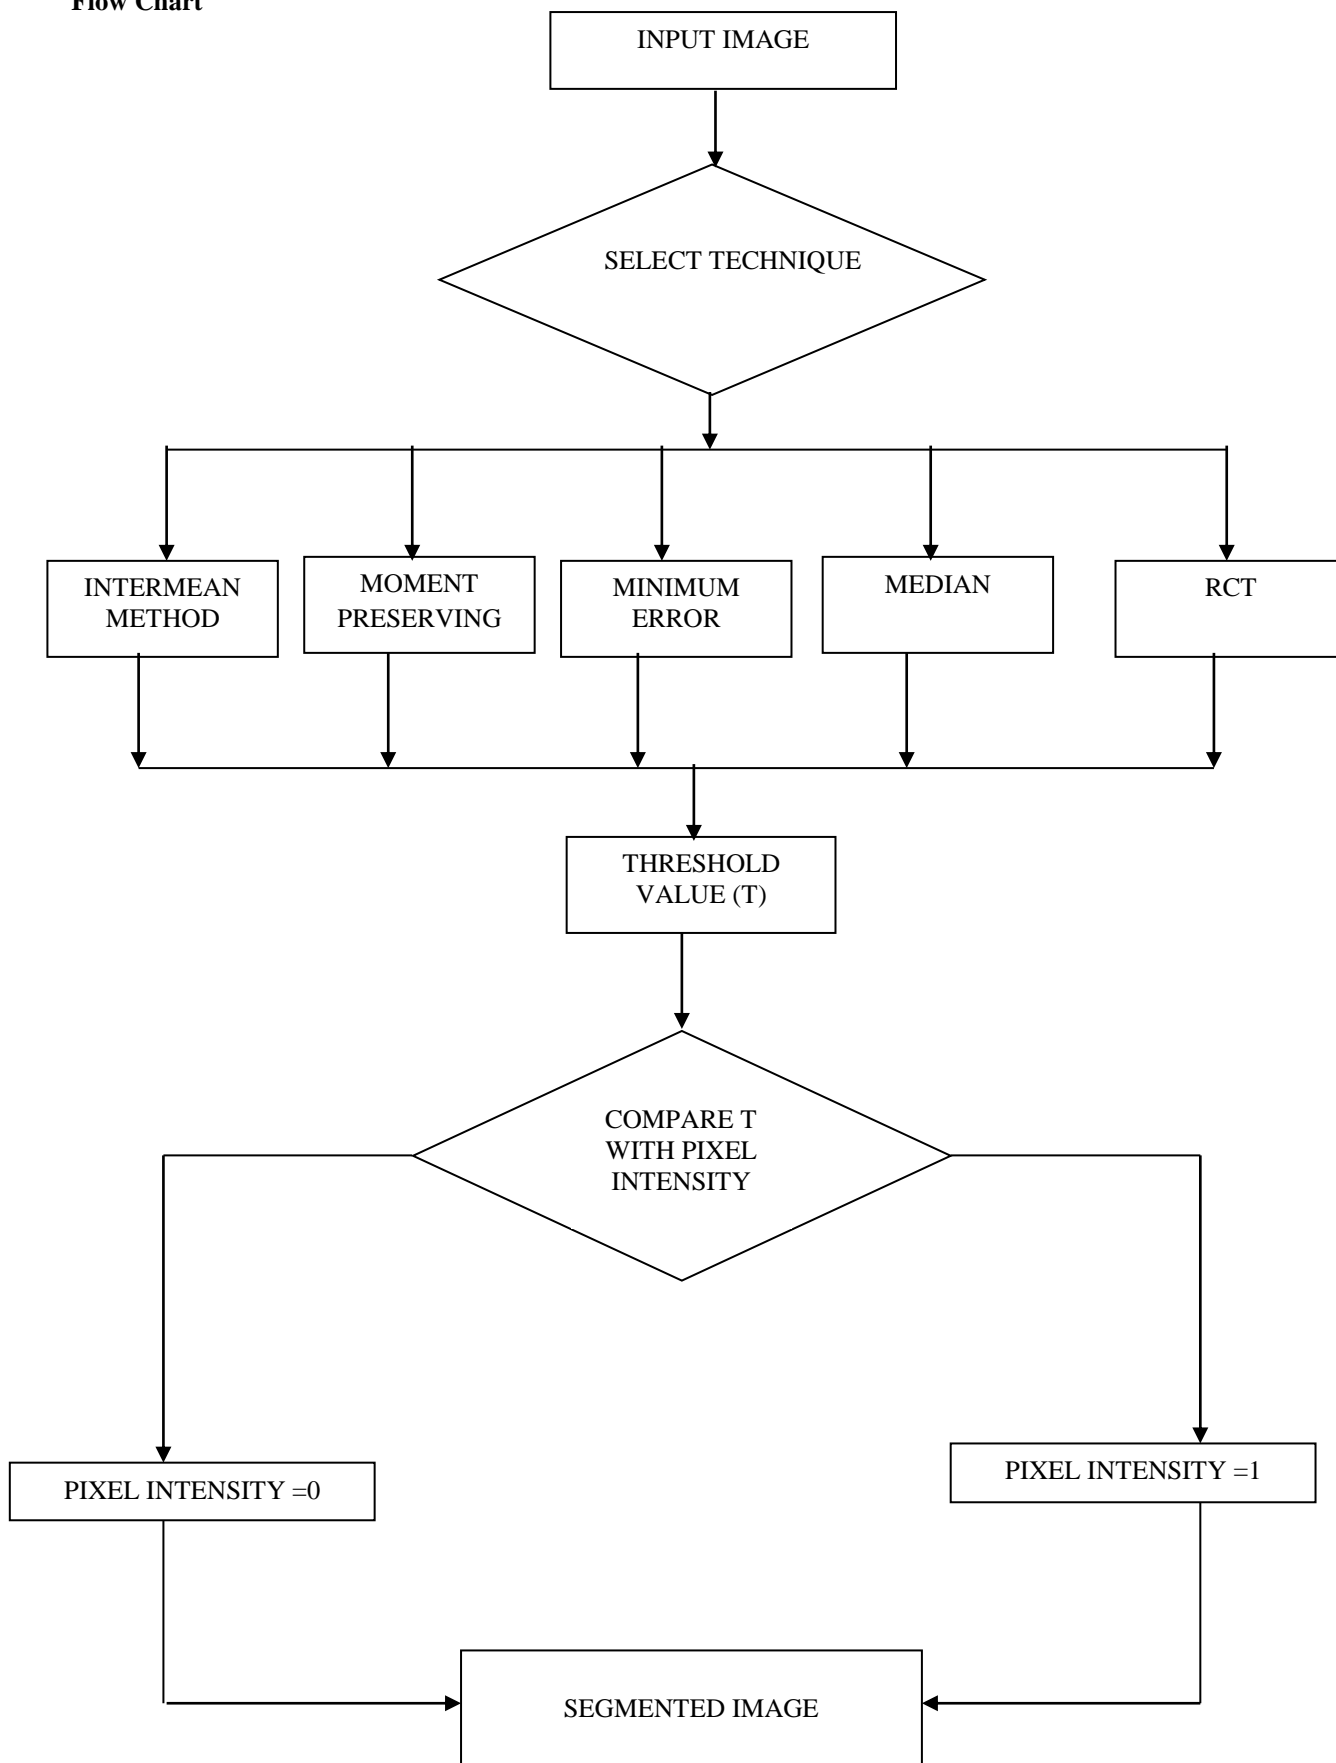 Flow Chart
INPUT IMAGE
SELECT TECHNIQUE
INTERMEAN
METHOD
MOMENT
PRESERVING
MINIMUM
ERROR
MEDIAN
RCT
THRESHOLD
VALUE (T)
COMPARE T
WITH PIXEL
INTENSITY
PIXEL INTENSITY =0
PIXEL INTENSITY =1
SEGMENTED IMAGE